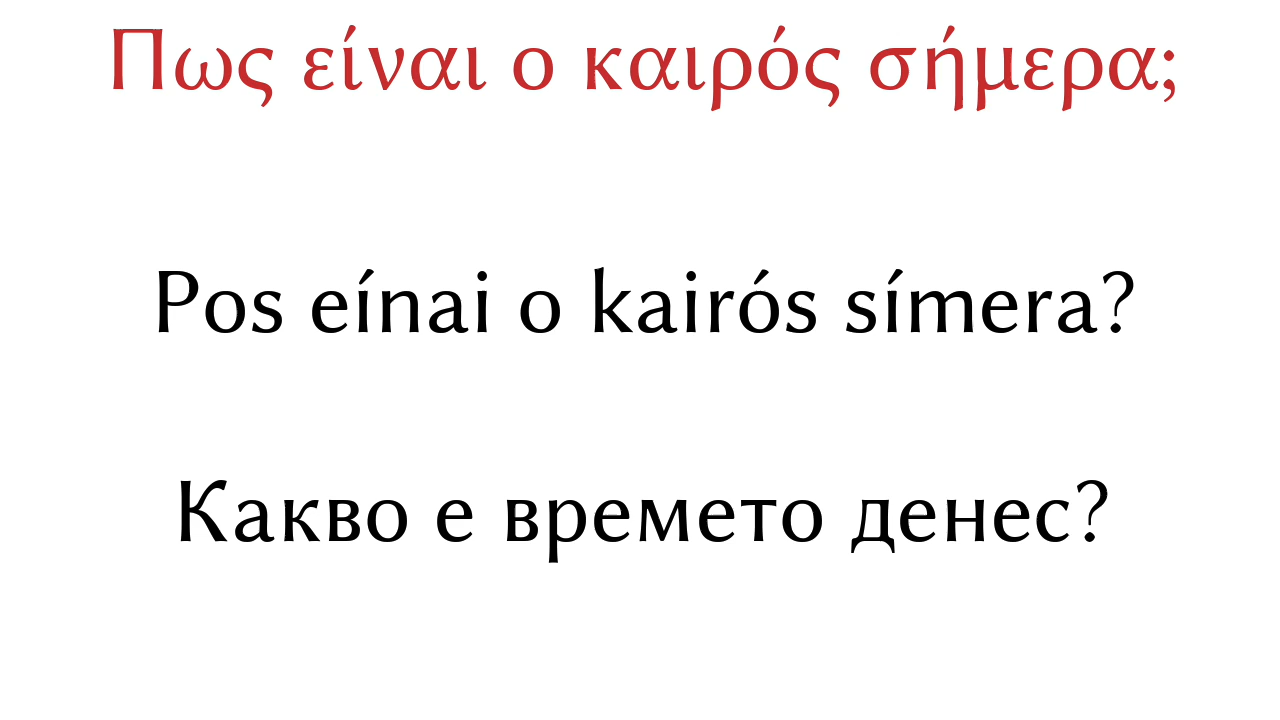 Πως είναι ο καιρός σήμερα;
Pos eínai o kairós símera?
Какво е времето денес?